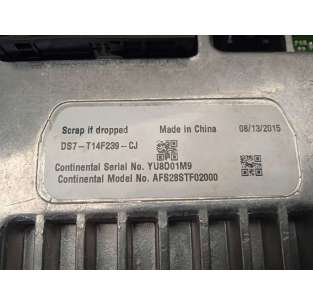 Scrap if dropped Made in China 08/13/2015
DS7-T14F239-CJ
Continental Serial No. YU8D01M9
Continental Model No. AFS28STF02000